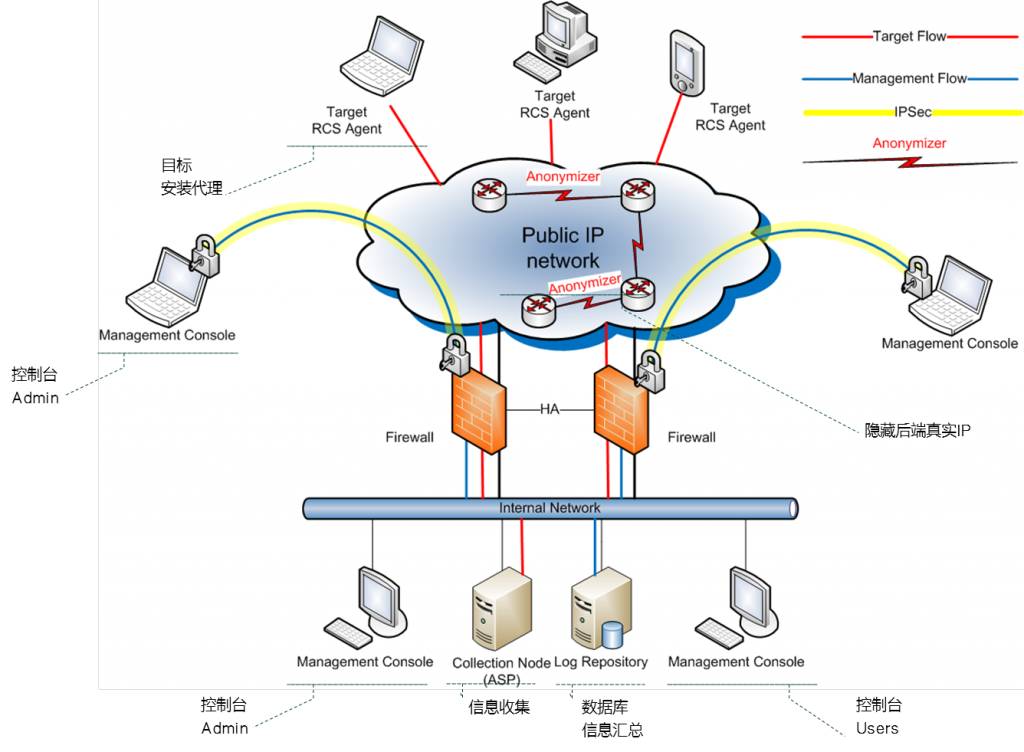 Target Flow
Management Flow
IPSec
Anonymizer
Target
RCS Agent
Target
RCS Agent
Target
RCS Agent
目标
安装代理
Anonymizer
Public IP
network
Anonymizer
Management Console
Management Console
控制台
Admin
HA
Firewall
Firewall
隐藏后端真实IP
Internal Network
Management Console
Collection Node
(ASP)
Log Repository
Management Console
控制台
Admin
信息收集
数据库
信息汇总
控制台
Users